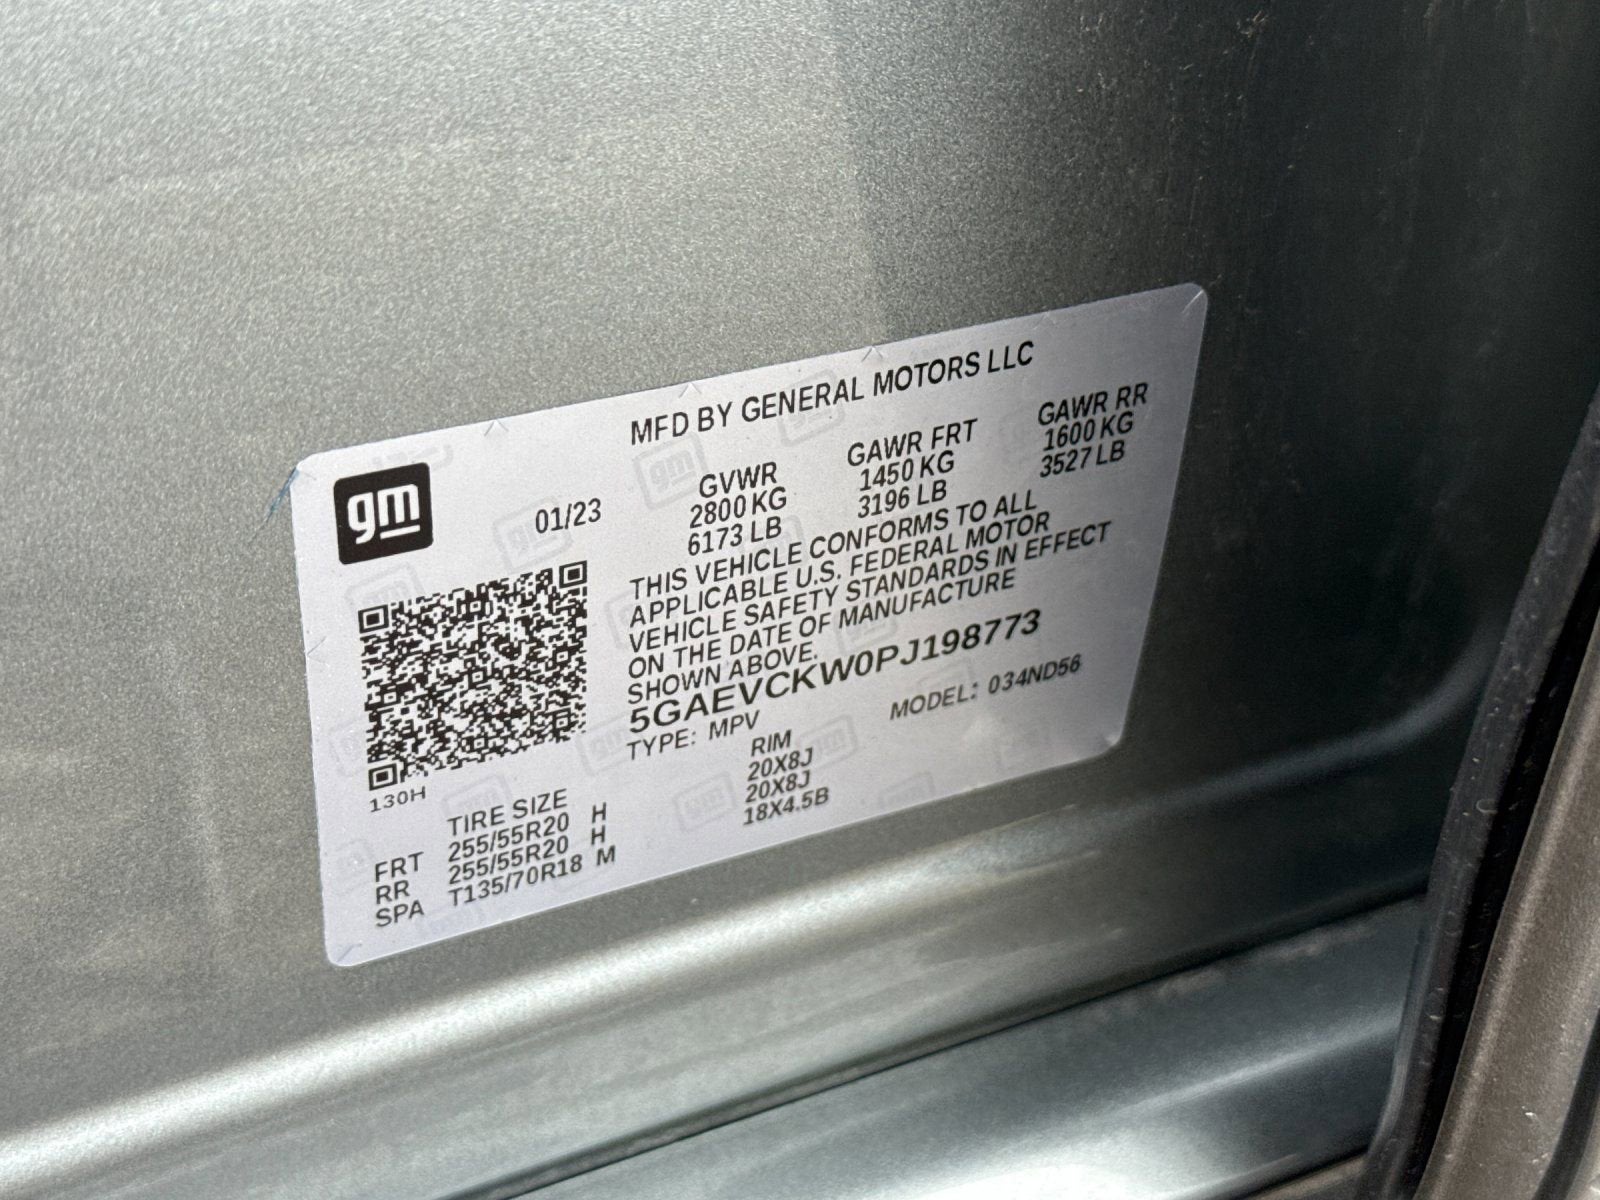 gm
MFD BY GENERAL MOTORS LLC
01/23
GVWR GAWR FRT GAWR RR
2800 KG 1450 KG 1600 KG
6173 LB 3196 LB 3527 LB
THIS VEHICLE CONFORMS TO ALL
APPLICABLE U.S. FEDERAL MOTOR
VEHICLE SAFETY STANDARDS IN EFFECT
ON THE DATE OF MANUFACTURE
SHOWN ABOVE.
5GAEVCKW0PJ198773
TYPE: MPV MODEL: 034ND56
130H
TIRE SIZE RIM
FRT 255/55R20 H 20X8J
RR 255/55R20 H 20X8J
SPA T135/70R18 M 18X4.5B